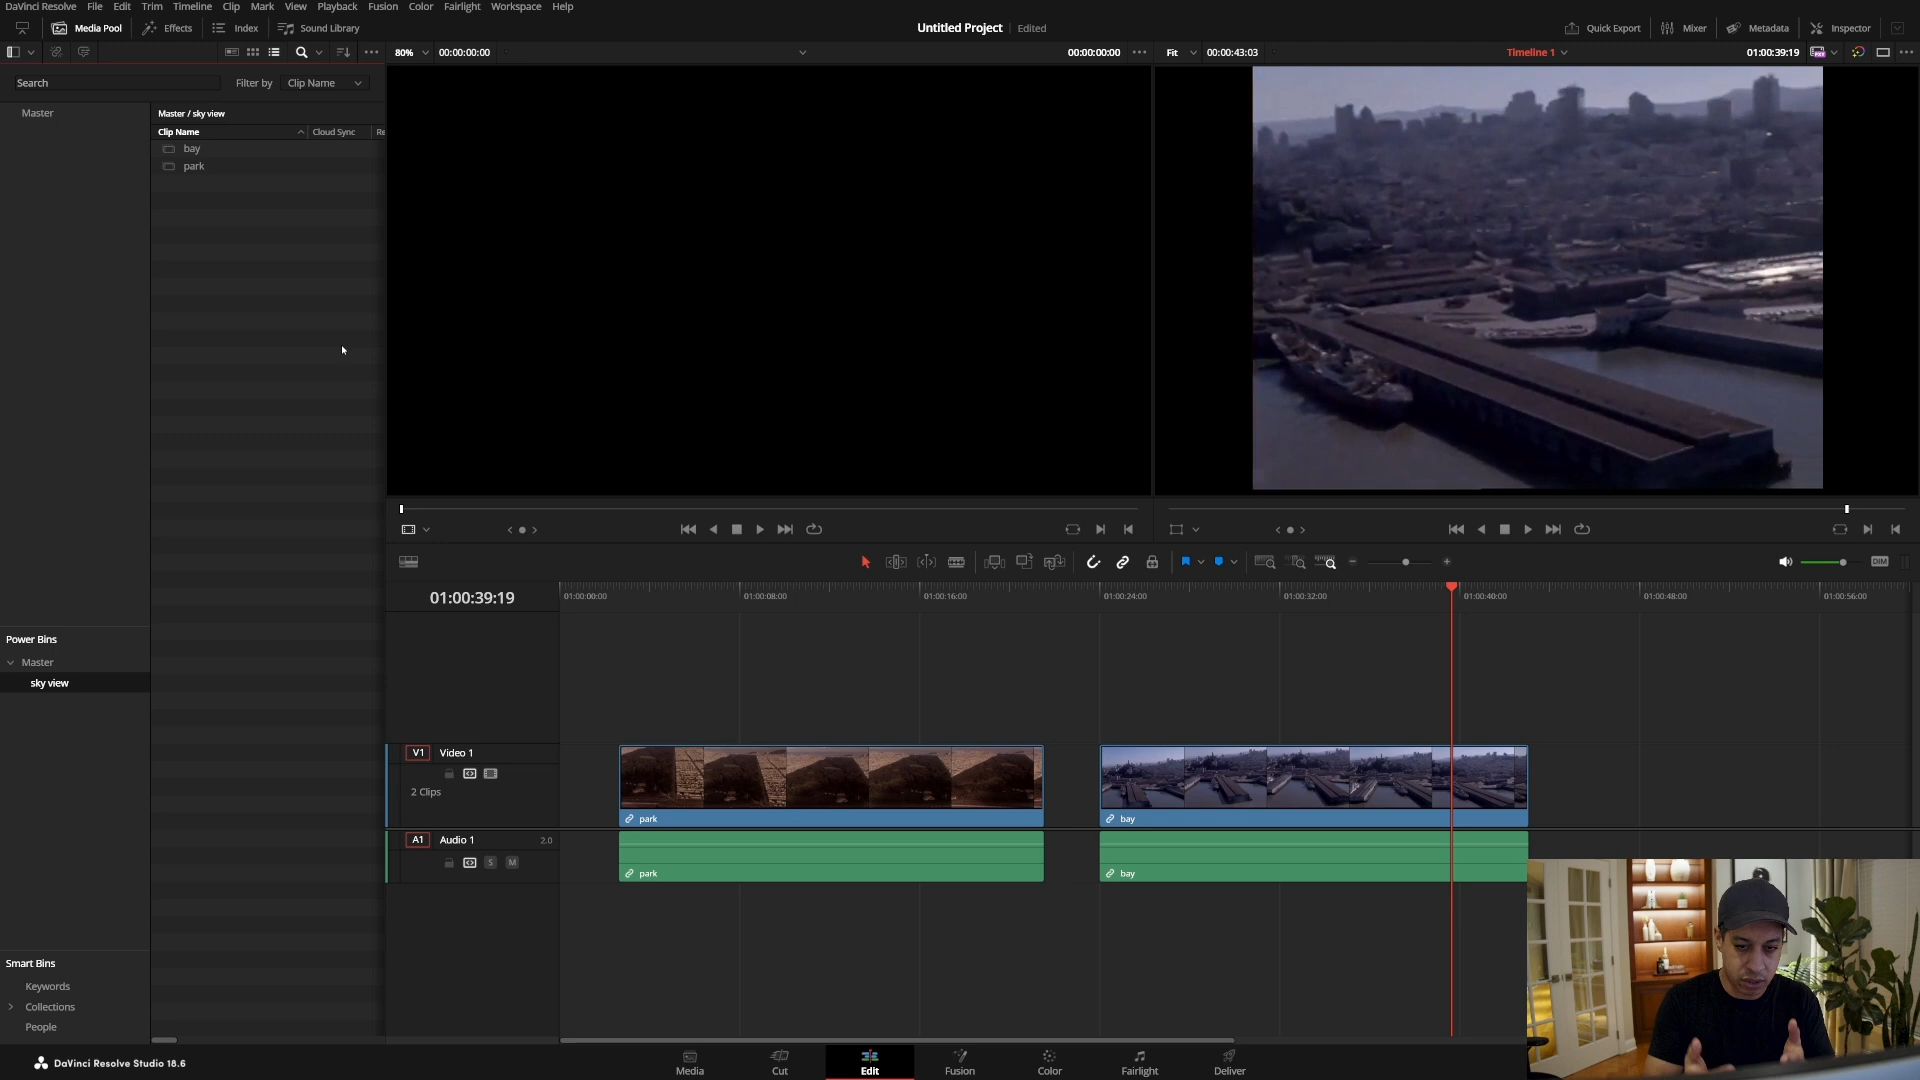 DaVinci Resolve File Edit Trim Timeline Clip Mark View Playback Fusion Color Fairlight Workspace Help
Media Pool Effects Index Sound Library Untitled Project Edited Quick Export Mixer Metadata Inspector
80% 00:00:00:00 00:00:00:00 Fit 00:00:43:03 Timeline 1 01:00:39:19
Search Filter by Clip Name
Master Master / sky view
Clip Name Cloud Sync Re
bay
park
01:00:39:19 01:00:00:00 01:00:08:00 01:00:16:00 01:00:24:00 01:00:32:00 01:00:40:00 01:00:48:00 01:00:56:00
DIM
Power Bins
Master
sky view
V1 Video 1
2 Clips
park bay
A1 Audio 1 2.0
S M
park bay
Smart Bins
Keywords
Collections
People
DaVinci Resolve Studio 18.6
Media Cut Edit Fusion Color Fairlight Deliver